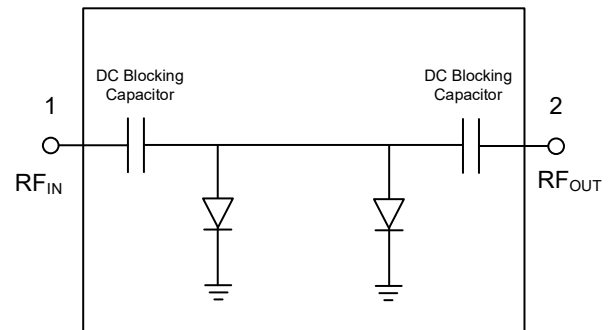 DC Blocking
Capacitor
DC Blocking
Capacitor
1
2
RFIN
RFOUT